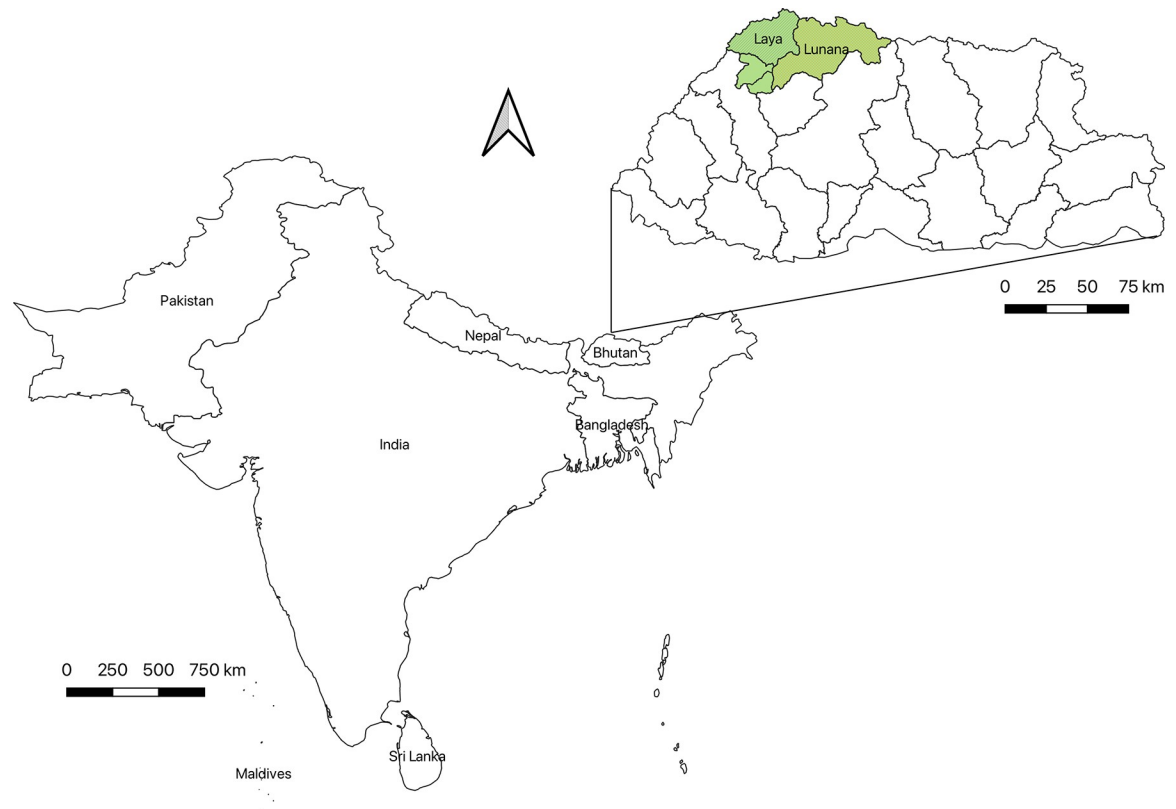 Laya
Lunana
0 25 50 75 km
Pakistan
Nepal
Bhutan
Bangladesh
India
0 250 500 750 km
Sri Lanka
Maldives